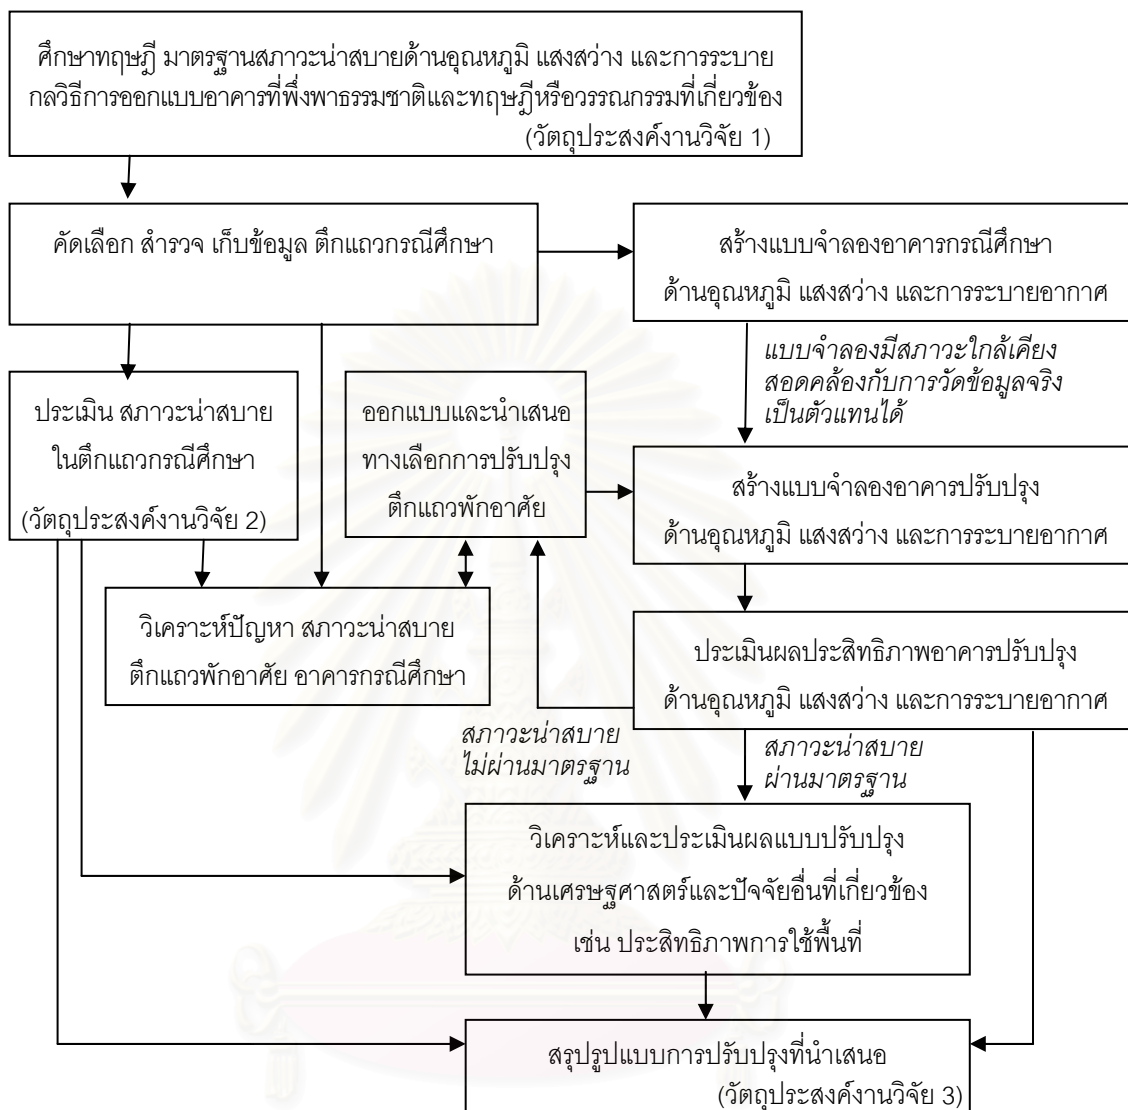 ศึกษาทฤษฎี มาตรฐานสภาวะน่าสบายด้านอุณหภูมิ แสงสว่าง และการระบาย
กลวิธีการออกแบบอาคารที่พึ่งพาธรรมชาติและทฤษฎีหรือวรรณกรรมที่เกี่ยวข้อง
(วัตถุประสงค์งานวิจัย 1)
คัดเลือก สำรวจ เก็บข้อมูล ตึกแถวกรณีศึกษา
สร้างแบบจำลองอาคารกรณีศึกษา
ด้านอุณหภูมิ แสงสว่าง และการระบายอากาศ
แบบจำลองมีสภาวะใกล้เคียง
สอดคล้องกับการวัดข้อมูลจริง
เป็นตัวแทนได้
ประเมิน สภาวะน่าสบาย
ในตึกแถวกรณีศึกษา
(วัตถุประสงค์งานวิจัย 2)
ออกแบบและนำเสนอ
ทางเลือกการปรับปรุง
ตึกแถวพักอาศัย
สร้างแบบจำลองอาคารปรับปรุง
ด้านอุณหภูมิ แสงสว่าง และการระบายอากาศ
วิเคราะห์ปัญหา สภาวะน่าสบาย
ตึกแถวพักอาศัย อาคารกรณีศึกษา
ประเมินผลประสิทธิภาพอาคารปรับปรุง
ด้านอุณหภูมิ แสงสว่าง และการระบายอากาศ
สภาวะน่าสบาย
ไม่ผ่านมาตรฐาน
สภาวะน่าสบาย
ผ่านมาตรฐาน
วิเคราะห์และประเมินผลแบบปรับปรุง
ด้านเศรษฐศาสตร์และปัจจัยอื่นที่เกี่ยวข้อง
เช่น ประสิทธิภาพการใช้พื้นที่
สรุปรูปแบบการปรับปรุงที่นำเสนอ
(วัตถุประสงค์งานวิจัย 3)